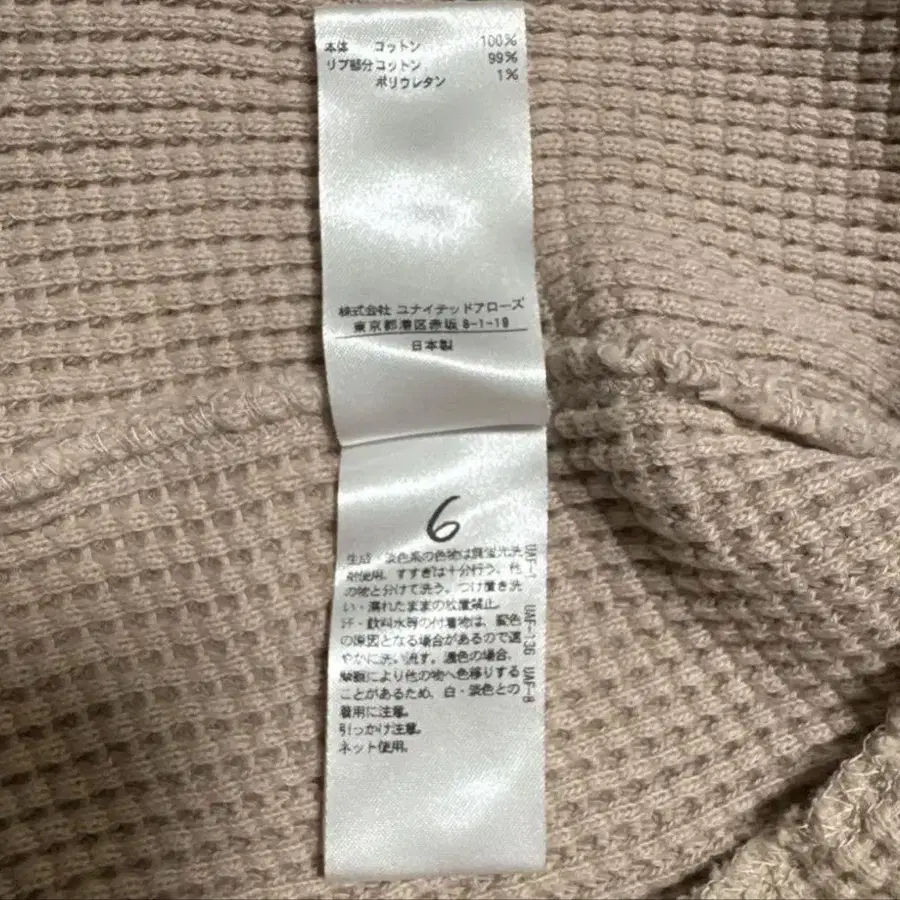 本体 コットン 100%
リブ部分コットン 99%
ポリウレタン 1%
株式会社 ユナイテッドアローズ
東京都港区赤坂 8-1-19
日本製
6
生成・淡色系の色物は無蛍光洗
剤使用。すすぎは十分行う。他
の物と分けて洗う。つけ置き洗
い・濡れたままの放置禁止。
汗・飲料水等の付着物は、変色
の原因となる場合があるので速
やかに洗い流す。濃色の場合、
摩擦により他の物へ色移りする
ことがあるため、白・淡色との
着用に注意。
引っかけ注意。
ネット使用。
UAF-1 UAF-136 UAF-8